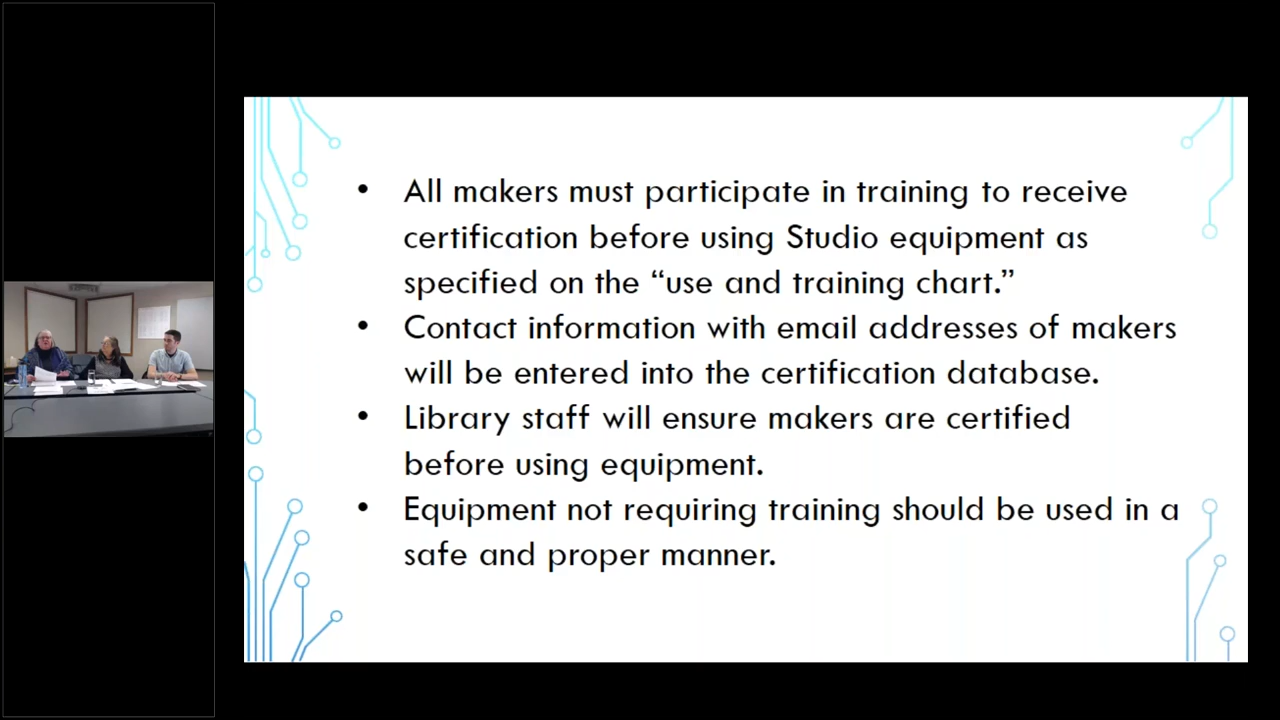 • All makers must participate in training to receive
certification before using Studio equipment as
specified on the “use and training chart.”
• Contact information with email addresses of makers
will be entered into the certification database.
• Library staff will ensure makers are certified
before using equipment.
• Equipment not requiring training should be used in a
safe and proper manner.